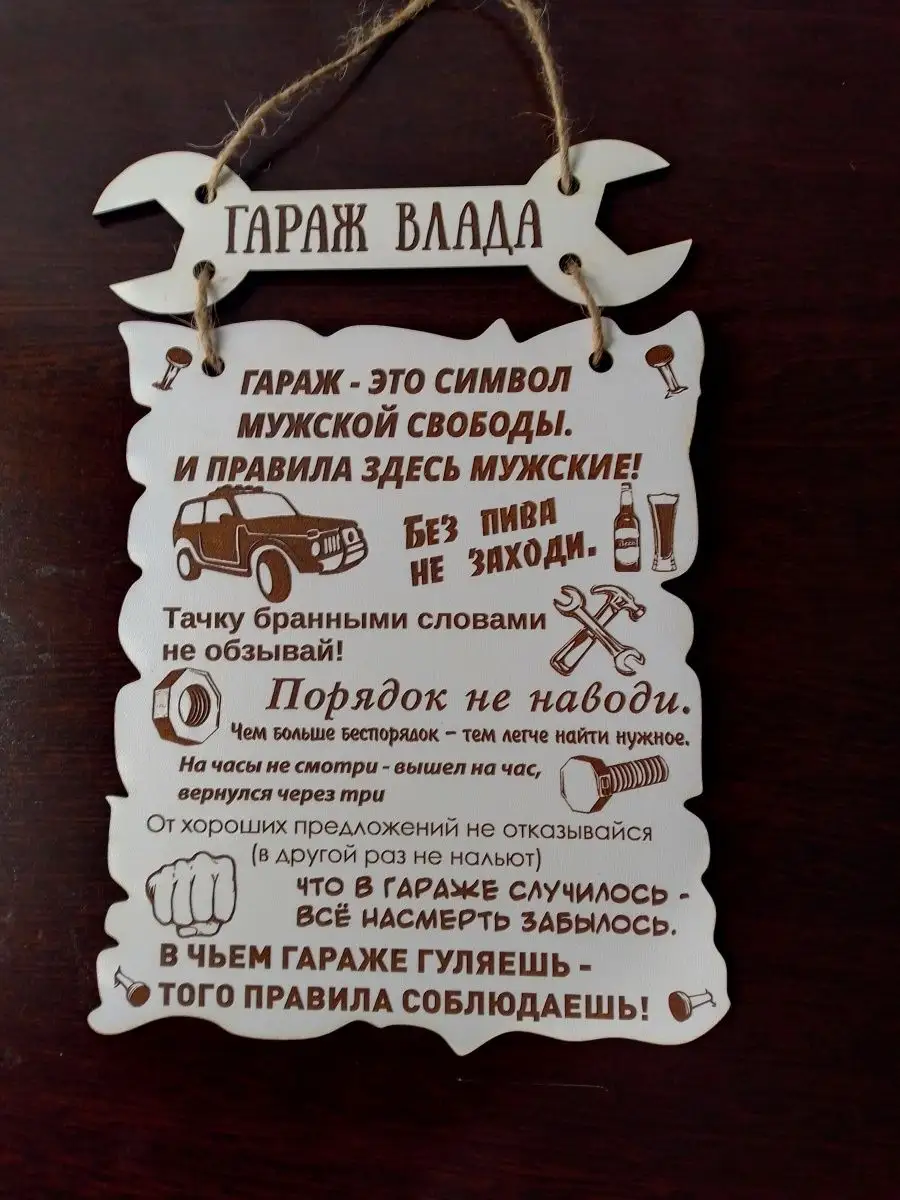 ГАРАЖ ВЛАДА
ГАРАЖ - ЭТО СИМВОЛ
МУЖСКОЙ СВОБОДЫ.
И ПРАВИЛА ЗДЕСЬ МУЖСКИЕ!
БЕЗ ПИВА
НЕ ЗАХОДИ.
Beer
Тачку бранными словами
не обзывай!
Порядок не наводи.
Чем больше беспорядок – тем легче найти нужное.
На часы не смотри - вышел на час,
вернулся через три
От хороших предложений не отказывайся
(в другой раз не нальют)
ЧТО В ГАРАЖЕ СЛУЧИЛОСЬ -
ВСЁ НАСМЕРТЬ ЗАБЫЛОСЬ.
В ЧЬЕМ ГАРАЖЕ ГУЛЯЕШЬ -
ТОГО ПРАВИЛА СОБЛЮДАЕШЬ!